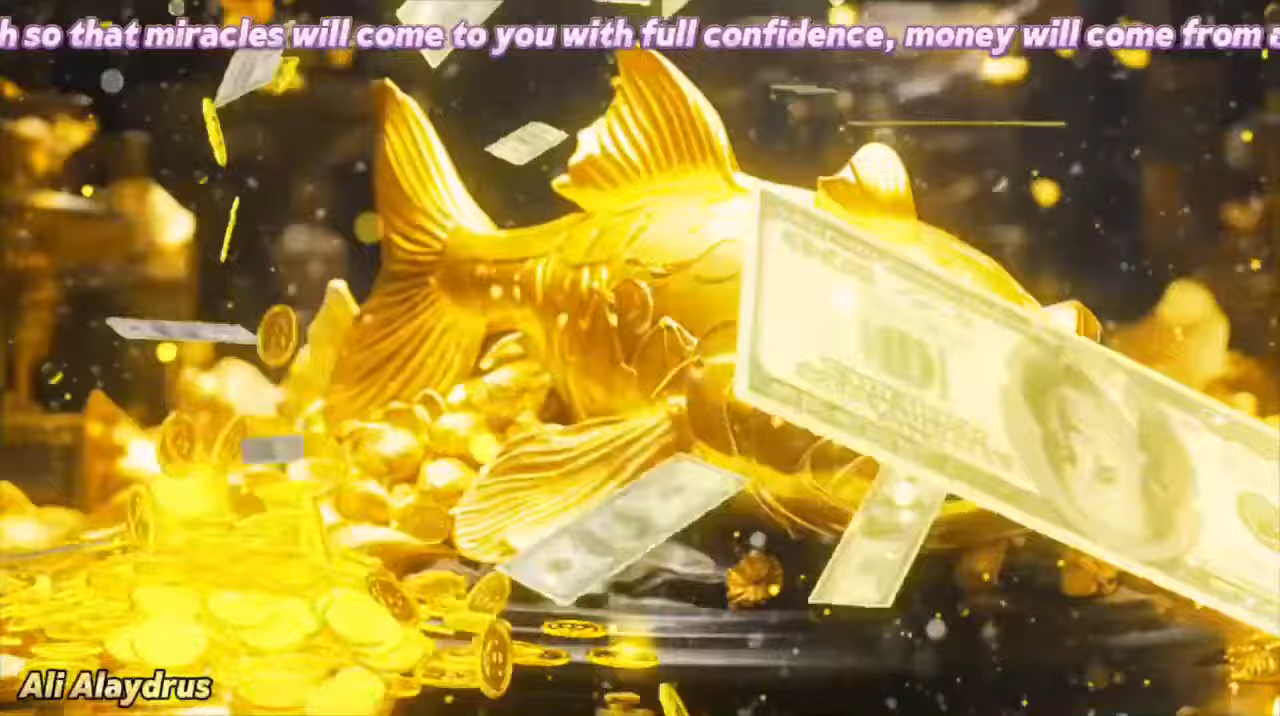 so that miracles will come to you with full confidence, money will come from
Ali Alaydrus